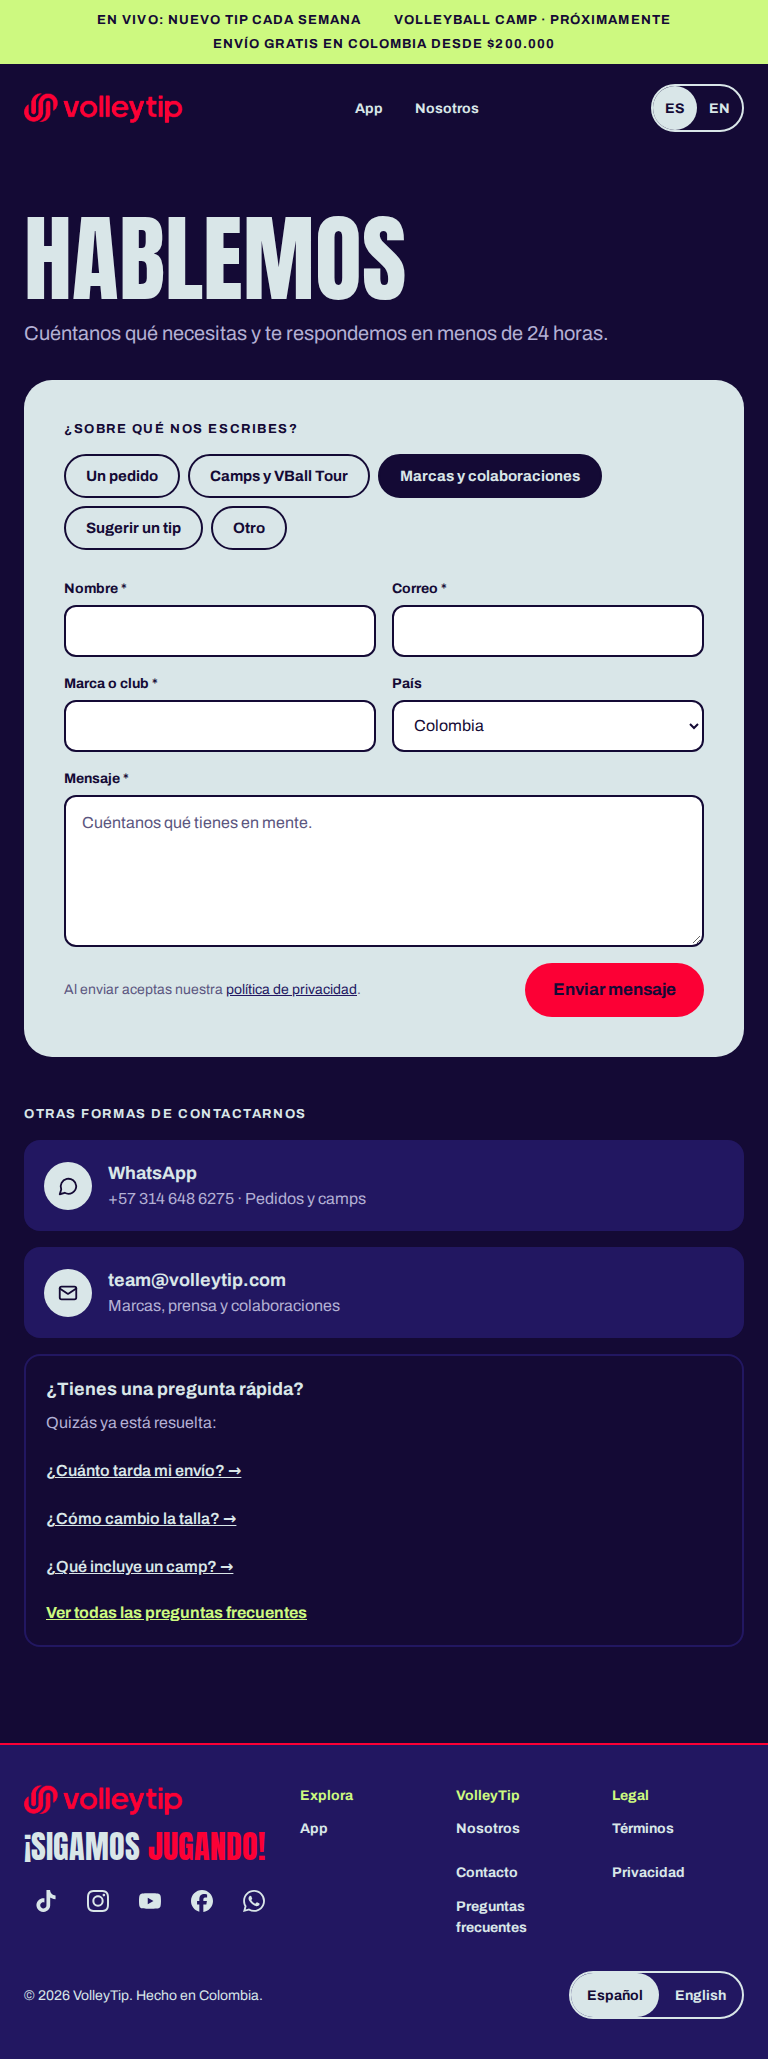 EN VIVO: NUEVO TIP CADA SEMANA VOLLEYBALL CAMP · PRÓXIMAMENTE
ENVÍO GRATIS EN COLOMBIA DESDE $200.000
volleytip App Nosotros ES EN
HABLEMOS
Cuéntanos qué necesitas y te respondemos en menos de 24 horas.
¿SOBRE QUÉ NOS ESCRIBES?
Un pedido Camps y VBall Tour Marcas y colaboraciones
Sugerir un tip Otro
Nombre * Correo *
Marca o club * País
Colombia
Mensaje *
Cuéntanos qué tienes en mente.
Al enviar aceptas nuestra política de privacidad. Enviar mensaje
OTRAS FORMAS DE CONTACTARNOS
WhatsApp
+57 314 648 6275 · Pedidos y camps
team@volleytip.com
Marcas, prensa y colaboraciones
¿Tienes una pregunta rápida?
Quizás ya está resuelta:
¿Cuánto tarda mi envío? →
¿Cómo cambio la talla? →
¿Qué incluye un camp? →
Ver todas las preguntas frecuentes
volleytip
¡SIGAMOS JUGANDO!
Explora
App
VolleyTip
Nosotros
Contacto
Preguntas
frecuentes
Legal
Términos
Privacidad
© 2026 VolleyTip. Hecho en Colombia. Español English